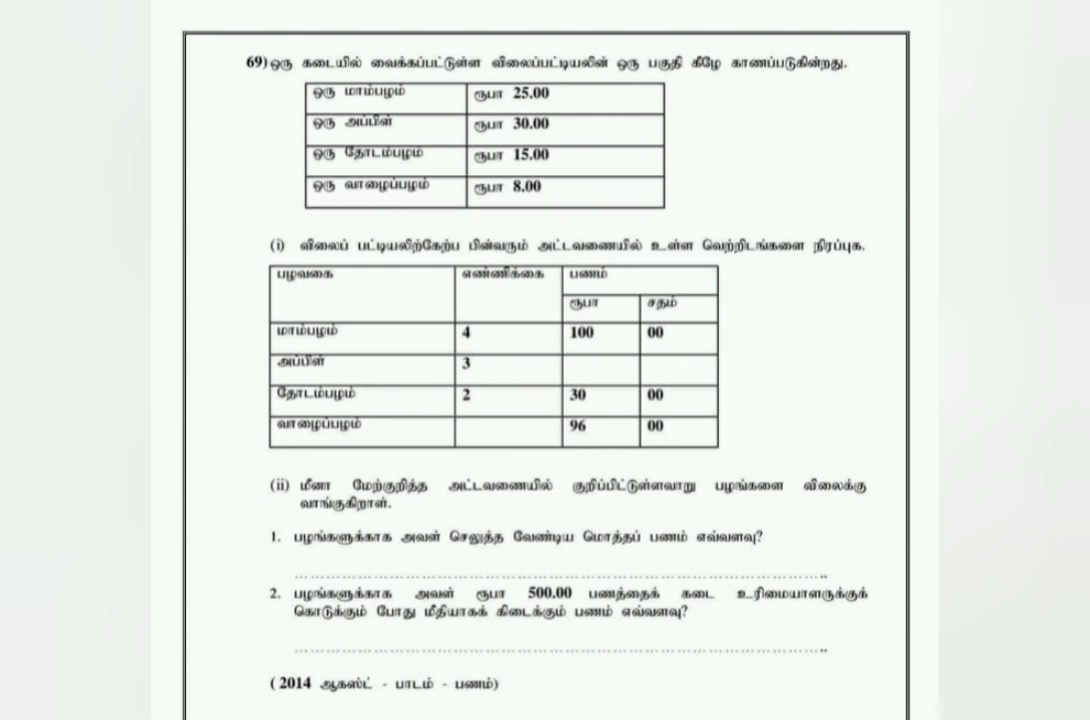 69) ஒரு கடையில் வைக்கப்பட்டுள்ள விலைப்பட்டியலின் ஒரு பகுதி கீழே காணப்படுகின்றது.
ஒரு மாம்பழம் ரூபா 25.00
ஒரு அப்பிள் ரூபா 30.00
ஒரு தோடம்பழம் ரூபா 15.00
ஒரு வாழைப்பழம் ரூபா 8.00
(i) விலைப் பட்டியலிற்கேற்ப பின்வரும் அட்டவணையில் உள்ள வெற்றிடங்களை நிரப்புக.
பழவகை எண்ணிக்கை பணம்
ரூபா சதம்
மாம்பழம் 4 100 00
அப்பிள் 3
தோடம்பழம் 2 30 00
வாழைப்பழம் 96 00
(ii) மீனா மேற்குறித்த அட்டவணையில் குறிப்பிட்டுள்ளவாறு பழங்களை விலைக்கு
வாங்குகிறாள்.
1. பழங்களுக்காக அவள் செலுத்த வேண்டிய மொத்தப் பணம் எவ்வளவு?
2. பழங்களுக்காக அவள் ரூபா 500.00 பணத்தைக் கடை உரிமையாளருக்குக்
கொடுக்கும் போது மீதியாகக் கிடைக்கும் பணம் எவ்வளவு?
( 2014 ஆகஸ்ட் - பாடம் - பணம்)